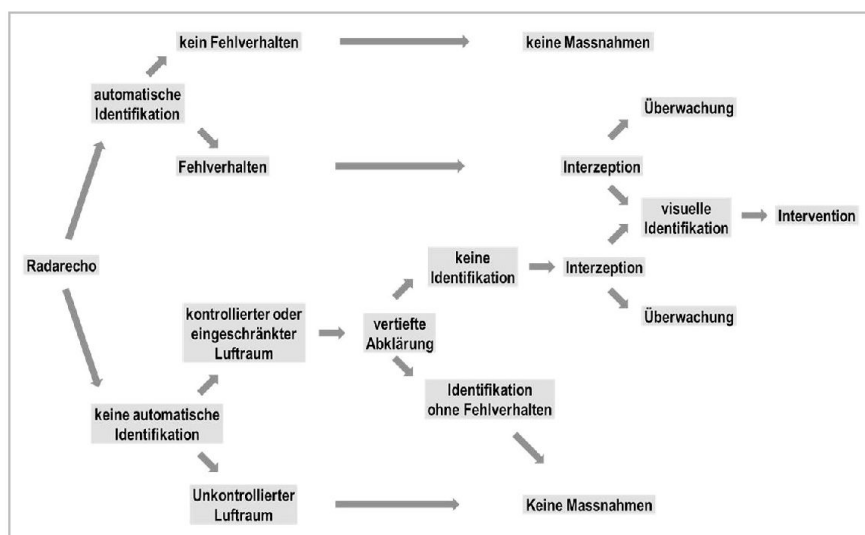 kein Fehlverhalten
keine Massnahmen
automatische
Identifikation
Überwachung
Fehlverhalten
Interzeption
visuelle
Identifikation
Intervention
keine
Identifikation
Radarecho
Interzeption
kontrollierter oder
eingeschränkter
Luftraum
vertiefte
Abklärung
Überwachung
Identifikation
ohne Fehlverhalten
keine automatische
Identifikation
Unkontrollierter
Luftraum
Keine Massnahmen